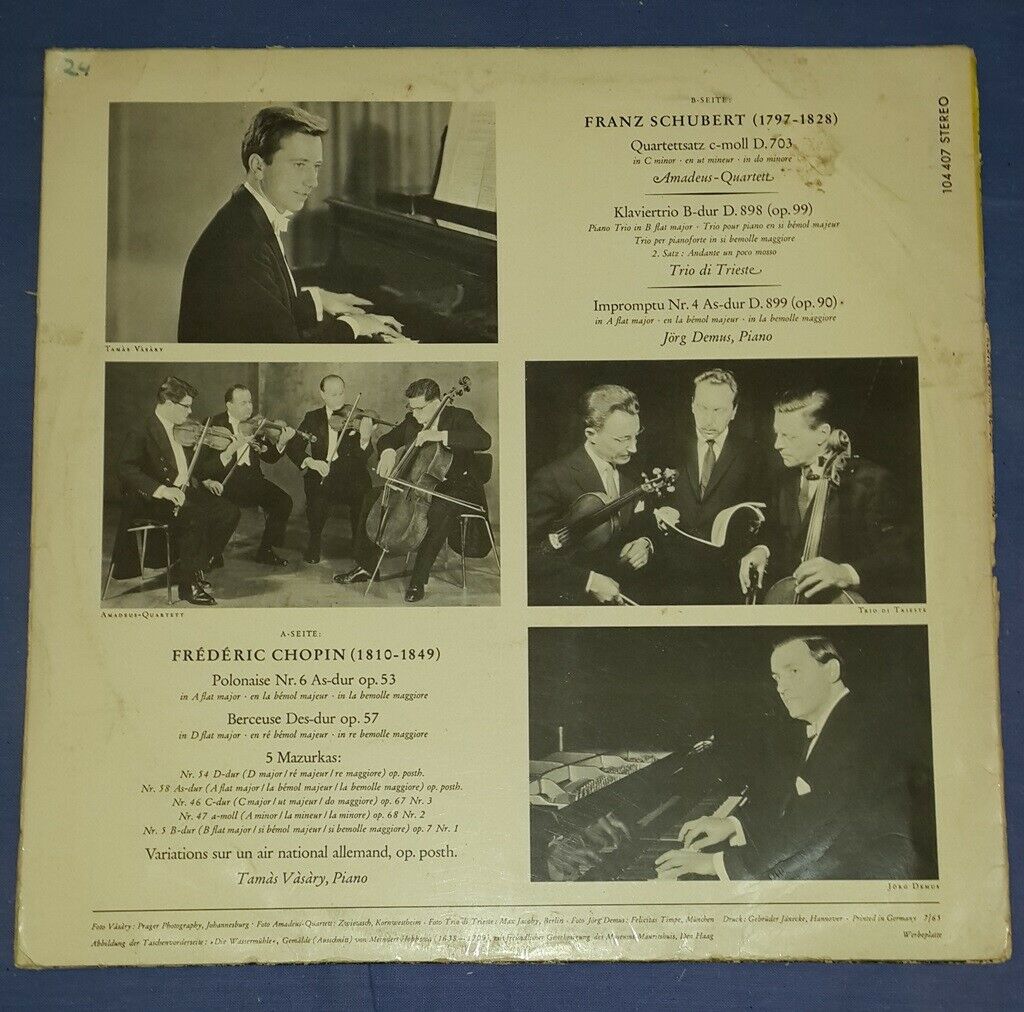 24
104 407 STEREO
TAMÀS VÀSÀRY
AMADEUS-QUARTETT
A-SEITE:
FRÉDÉRIC CHOPIN (1810-1849)
Polonaise Nr. 6 As-dur op. 53
in A flat major · en la bémol majeur · in la bemolle maggiore
Berceuse Des-dur op. 57
in D flat major · en ré bémol majeur · in re bemolle maggiore
5 Mazurkas:
Nr. 54 D-dur (D major / ré majeur / re maggiore) op. posth.
Nr. 58 As-dur (A flat major / la bémol majeur / la bemolle maggiore) op. posth.
Nr. 46 C-dur (C major / ut majeur / do maggiore) op. 67 Nr. 3
Nr. 47 a-moll (A minor / la mineur / la minore) op. 68 Nr. 2
Nr. 5 B-dur (B flat major / si bémol majeur / si bemolle maggiore) op. 7 Nr. 1
Variations sur un air national allemand, op. posth.
Tamàs Vàsàry, Piano
B-SEITE:
FRANZ SCHUBERT (1797-1828)
Quartettsatz c-moll D. 703
in C minor · en ut mineur · in do minore
Amadeus-Quartett
Klaviertrio B-dur D. 898 (op. 99)
Piano Trio in B flat major · Trio pour piano en si bémol majeur
Trio per pianoforte in si bemolle maggiore
2. Satz: Andante un poco mosso
Trio di Trieste
Impromptu Nr. 4 As-dur D. 899 (op. 90)
in A flat major · en la bémol majeur · in la bemolle maggiore
Jörg Demus, Piano
TRIO DI TRIESTE
JÖRG DEMUS
Foto Vàsàry: Prager Photography, Johannesburg · Foto Amadeus-Quartett: Zwietasch, Kornwestheim · Foto Trio di Trieste: Max Jacoby, Berlin · Foto Jörg Demus: Felicitas Timpe, München Druck: Gebrüder Jänecke, Hannover · Printed in Germany 7/65
Abbildung der Taschenvorderseite: »Die Wassermühle«, Gemälde (Ausschnitt) von Meindert Hobbema (1638–1709), mit freundlicher Genehmigung des Museums Mauritshuis, Den Haag Werbeplatte